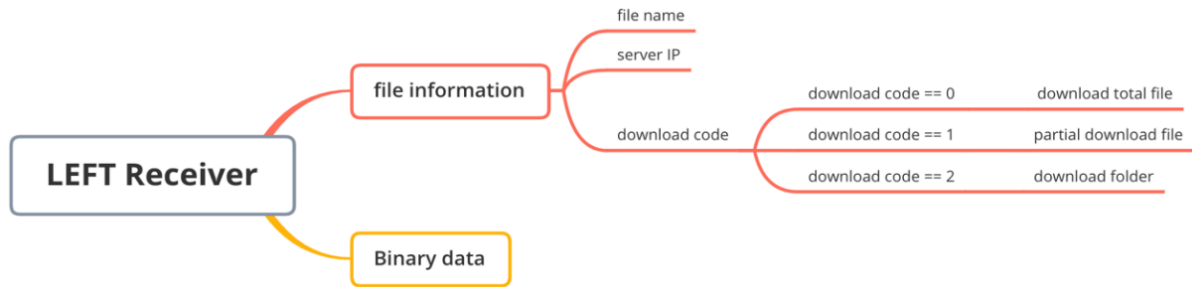 LEFT Receiver
file information
file name
server IP
download code
download code == 0
download total file
download code == 1
partial download file
download code == 2
download folder
Binary data